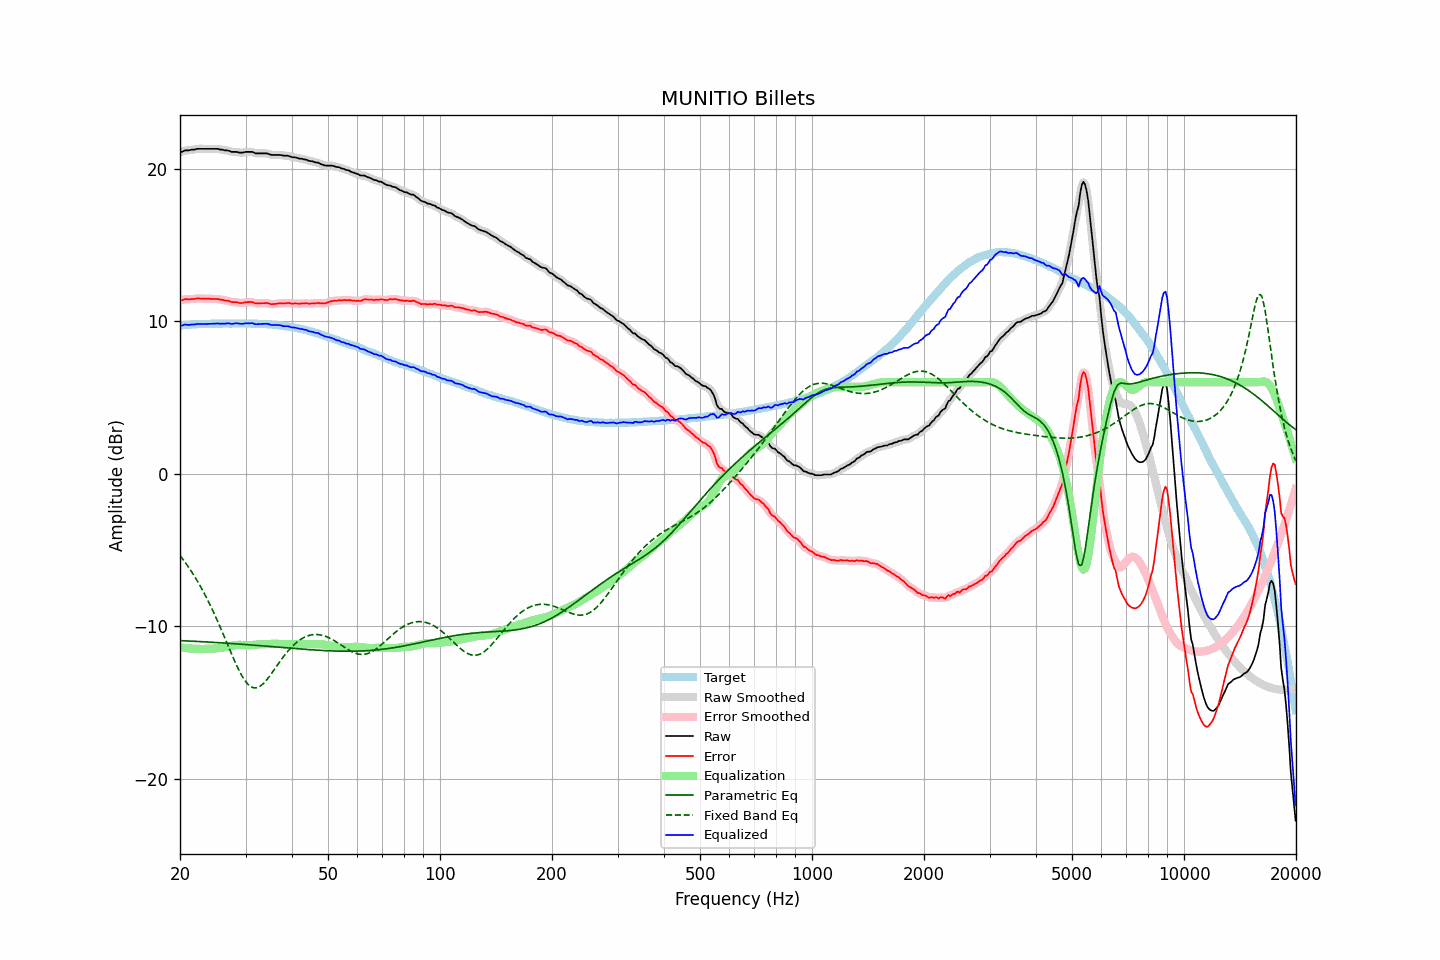 MUNITIO Billets
Amplitude (dBr)
20
10
0
−10
−20
Target
Raw Smoothed
Error Smoothed
Raw
Error
Equalization
Parametric Eq
Fixed Band Eq
Equalized
20 50 100 200 500 1000 2000 5000 10000 20000
Frequency (Hz)